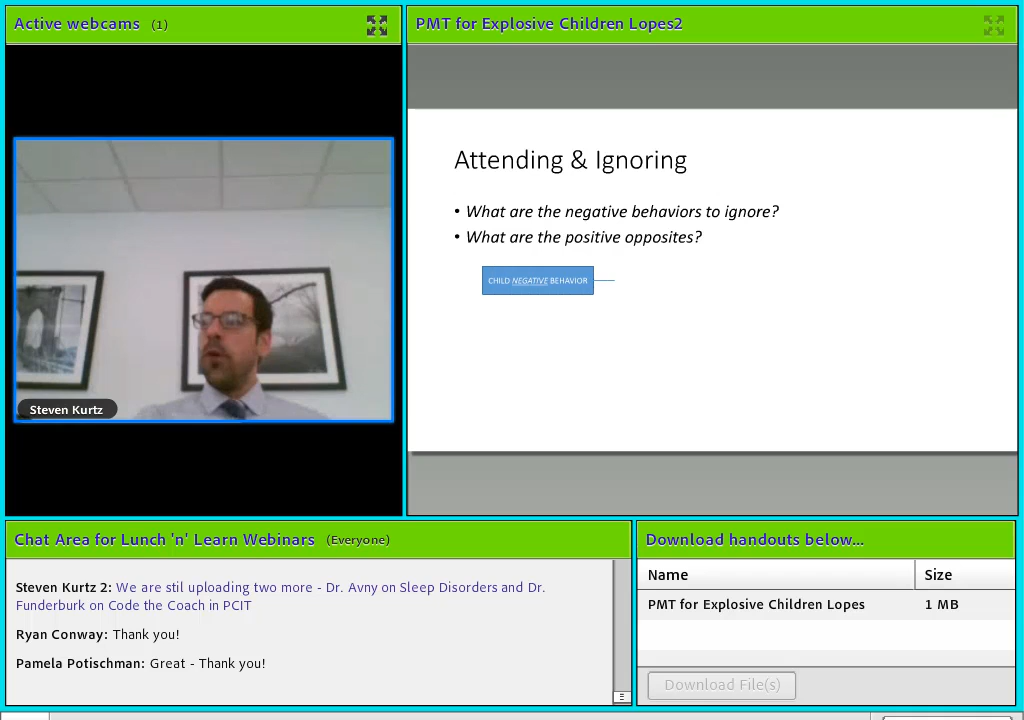 Active webcams (1)
PMT for Explosive Children Lopes2
Steven Kurtz
Attending & Ignoring
• What are the negative behaviors to ignore?
• What are the positive opposites?
CHILD NEGATIVE BEHAVIOR
Chat Area for Lunch 'n' Learn Webinars (Everyone)
Steven Kurtz 2: We are stil uploading two more - Dr. Avny on Sleep Disorders and Dr.
Funderburk on Code the Coach in PCIT
Ryan Conway: Thank you!
Pamela Potischman: Great - Thank you!
Download handouts below...
Name Size
PMT for Explosive Children Lopes 1 MB
Download File(s)